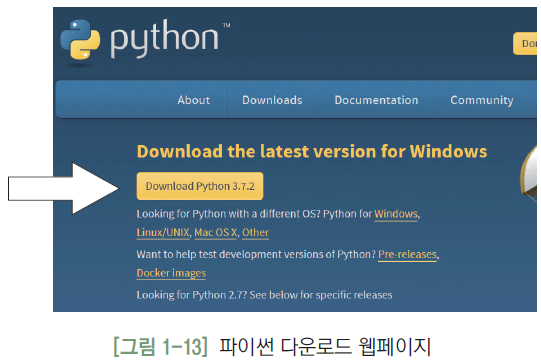 python™
About Downloads Documentation Community
Download the latest version for Windows
Download Python 3.7.2
Looking for Python with a different OS? Python for Windows,
Linux/UNIX, Mac OS X, Other
Want to help test development versions of Python? Pre-releases,
Docker images
Looking for Python 2.7? See below for specific releases
[그림 1-13] 파이썬 다운로드 웹페이지